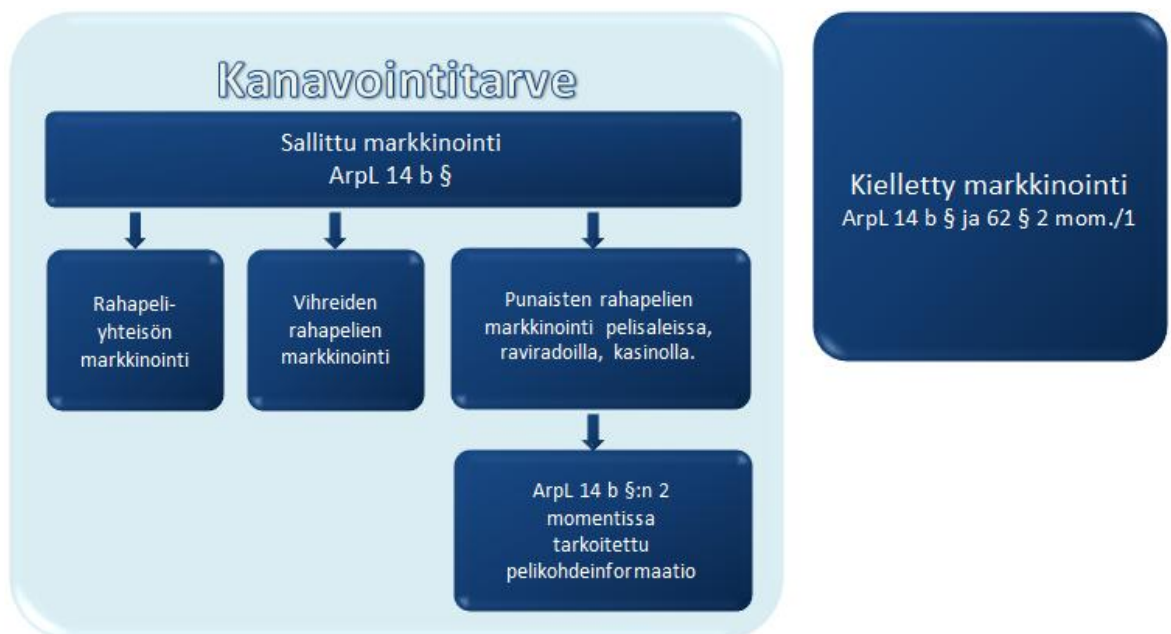 Kanavointitarve
Sallittu markkinointi
ArpL 14 b §
Rahapeli-
yhteisön
markkinointi
Vihreiden
rahapelien
markkinointi
Punaisten rahapelien
markkinointi pelisaleissa,
raviradoilla, kasinolla.
ArpL 14 b §:n 2
momentissa
tarkoitettu
pelikohdeinformaatio
Kielletty markkinointi
ArpL 14 b § ja 62 § 2 mom./1